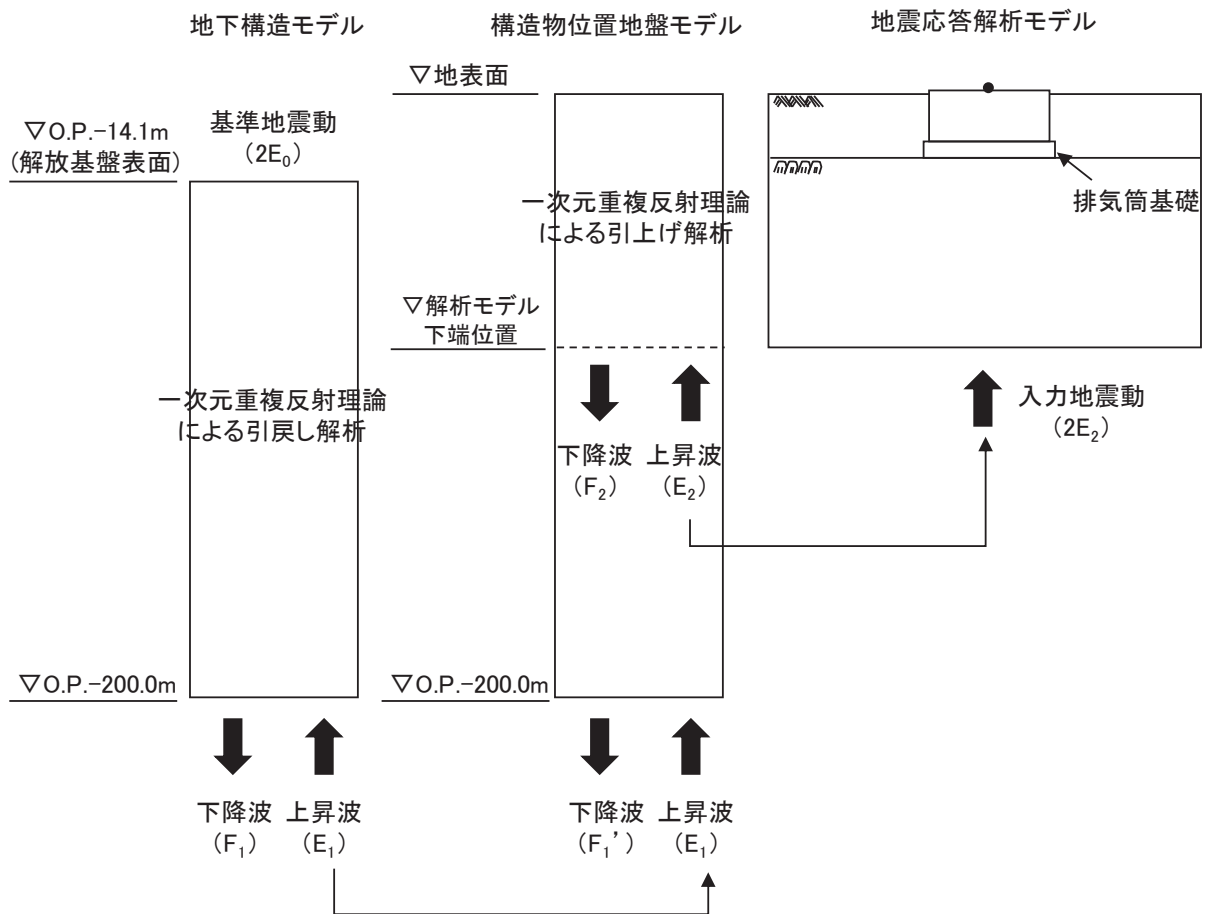 地下構造モデル
構造物位置地盤モデル
地震応答解析モデル
▽地表面
▽O.P.-14.1m
(解放基盤表面)
基準地震動
(2E₀)
一次元重複反射理論
による引上げ解析
排気筒基礎
▽解析モデル
下端位置
一次元重複反射理論
による引戻し解析
下降波
(F₂)
上昇波
(E₂)
入力地震動
(2E₂)
▽O.P.-200.0m
▽O.P.-200.0m
下降波
(F₁)
上昇波
(E₁)
下降波
(F₁')
上昇波
(E₁)